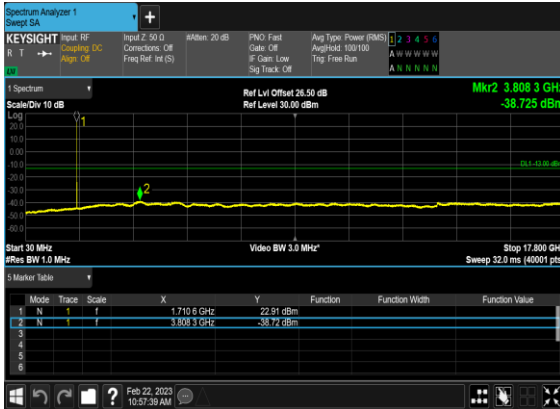 Spectrum Analyzer 1
Swept SA
+
KEYSIGHT Input: RF Input Z: 50 Ω #Atten: 20 dB PNO: Fast Avg Type: Power (RMS) 1 2 3 4 5 6
R T Coupling: DC Corrections: Off Gate: Off Avg|Hold: 100/100 A W W W W W
Align: Off Freq Ref: Int (S) IF Gain: Low Trig: Free Run
Sig Track: Off A N N N N N
1 Spectrum Ref Lvl Offset 26.50 dB Mkr2 3.808 3 GHz
Scale/Div 10 dB Ref Level 30.00 dBm -38.725 dBm
Log
20.0
10.0
0.00
-10.0
-20.0
-30.0
-40.0
-50.0
-60.0
1
2
DL1 -13.00 dBm
Start 30 MHz Video BW 3.0 MHz* Stop 17.800 GHz
#Res BW 1.0 MHz Sweep 32.0 ms (40001 pts)
5 Marker Table
Mode Trace Scale X Y Function Function Width Function Value
1 N 1 f 1.710 6 GHz 22.91 dBm
2 N 1 f 3.808 3 GHz -38.72 dBm
3
4
5
6
? Feb 22, 2023
10:57:39 AM